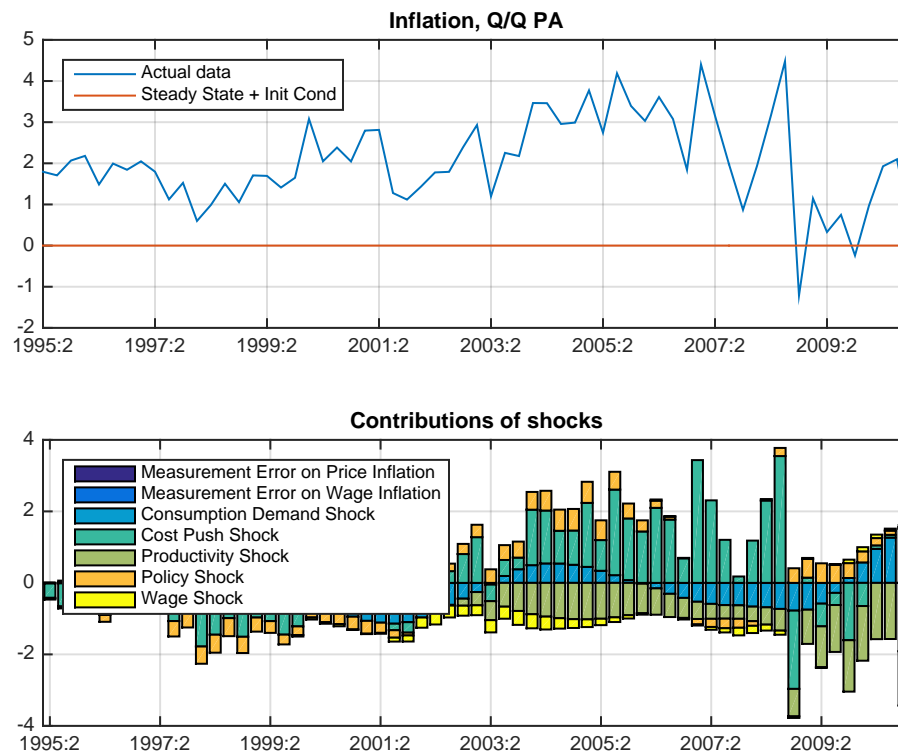 Inflation, Q/Q PA
5
4
3
2
1
0
-1
-2
Actual data
Steady State + Init Cond
1995:2 1997:2 1999:2 2001:2 2003:2 2005:2 2007:2 2009:2
Contributions of shocks
4
2
0
-2
-4
Measurement Error on Price Inflation
Measurement Error on Wage Inflation
Consumption Demand Shock
Cost Push Shock
Productivity Shock
Policy Shock
Wage Shock
1995:2 1997:2 1999:2 2001:2 2003:2 2005:2 2007:2 2009:2